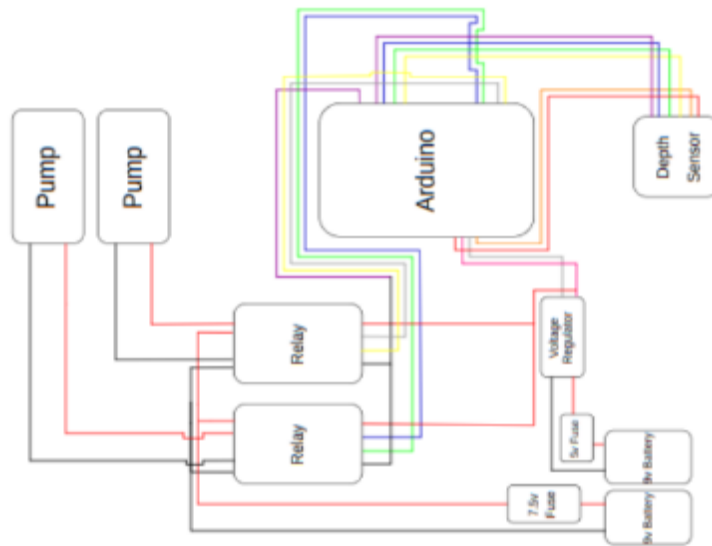 Pump
Pump
Arduino
Depth
Sensor
Relay
Voltage
Regulator
Relay
5v Fuse
9v Battery
7.5v
Fuse
9v Battery